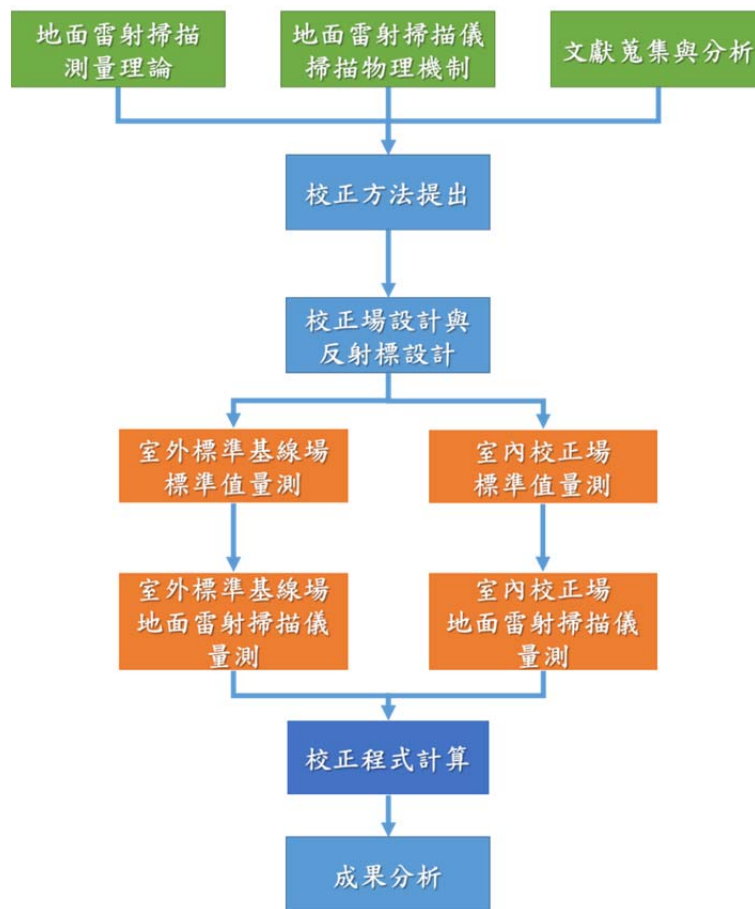 地面雷射掃描
測量理論
地面雷射掃描儀
掃描物理機制
文獻蒐集與分析
校正方法提出
校正場設計與
反射標設計
室外標準基線場
標準值量測
室內校正場
標準值量測
室外標準基線場
地面雷射掃描儀
量測
室內校正場
地面雷射掃描儀
量測
校正程式計算
成果分析